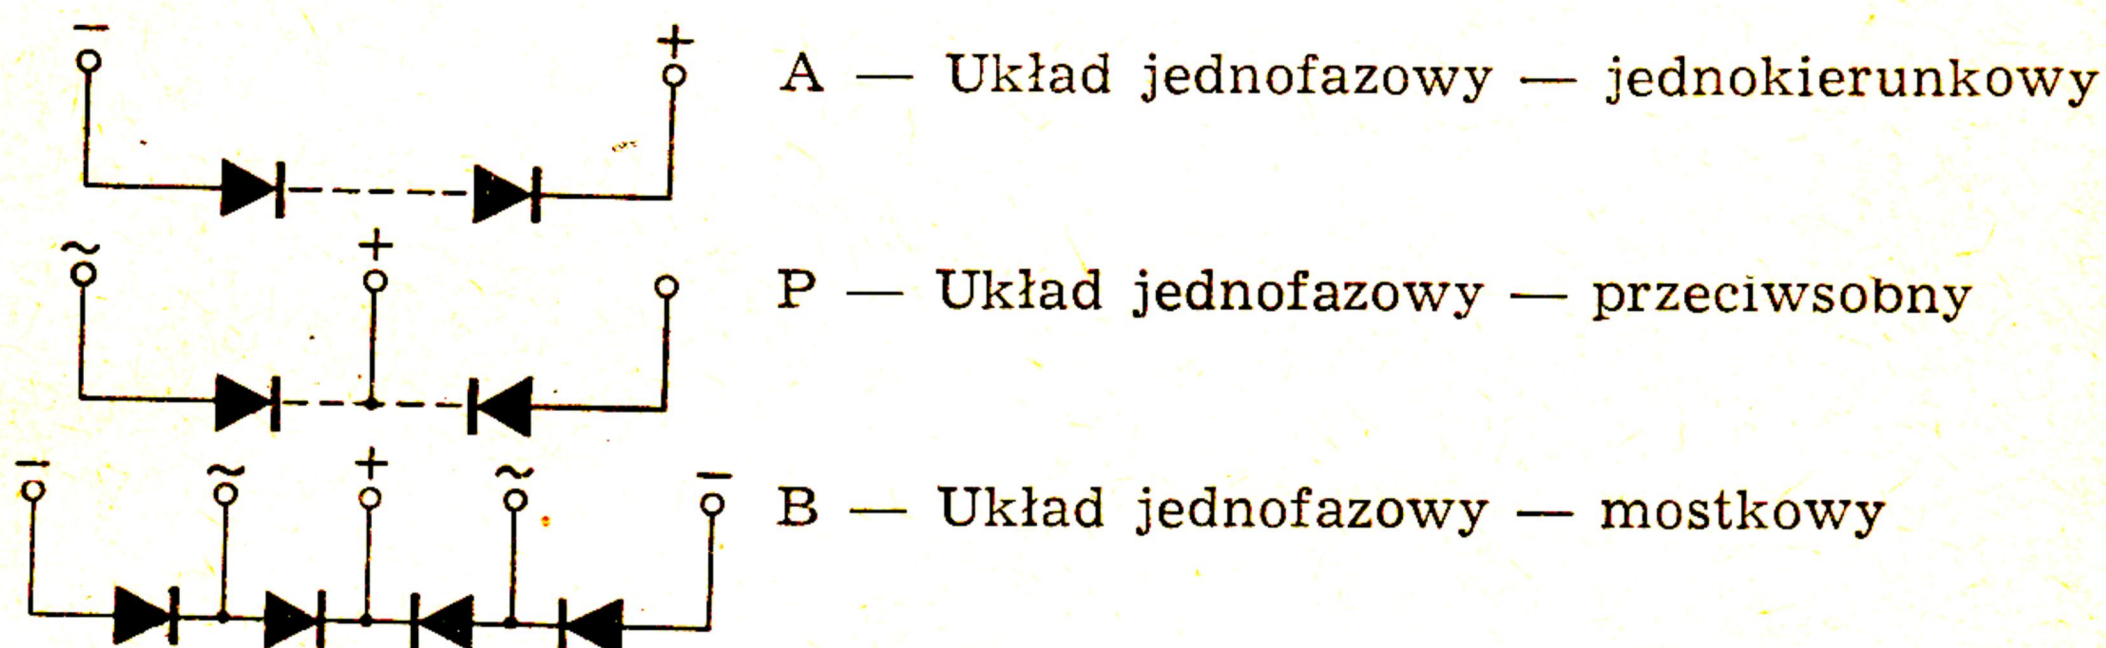 − +
A — Układ jednofazowy — jednokierunkowy
~ +
P — Układ jednofazowy — przeciwsobny
− ~ + ~ −
B — Układ jednofazowy — mostkowy